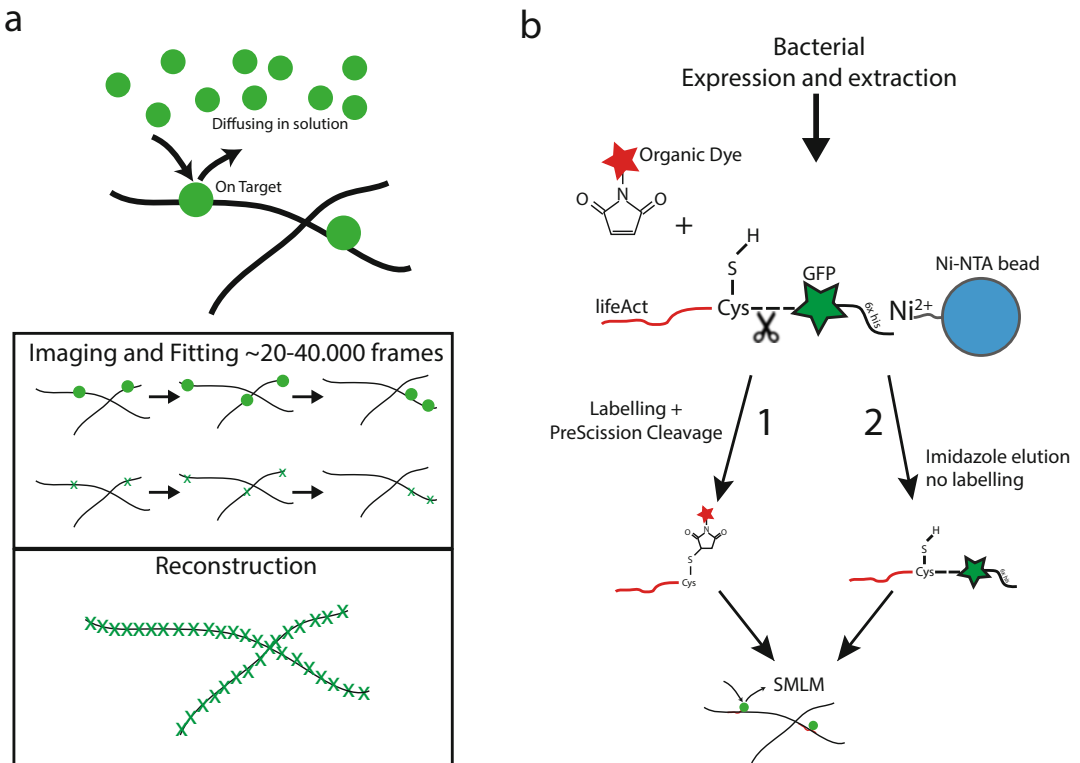 a
Diffusing in solution
On Target
Imaging and Fitting ~20-40.000 frames
Reconstruction
b
Bacterial
Expression and extraction
Organic Dye
N
O
O
+
H
S
Cys
lifeAct
GFP
6x his
Ni2+
Ni-NTA bead
Labelling +
PreScission Cleavage
1
2
Imidazole elution
no labelling
N
O
O
S
Cys
H
S
Cys
6x his
SMLM